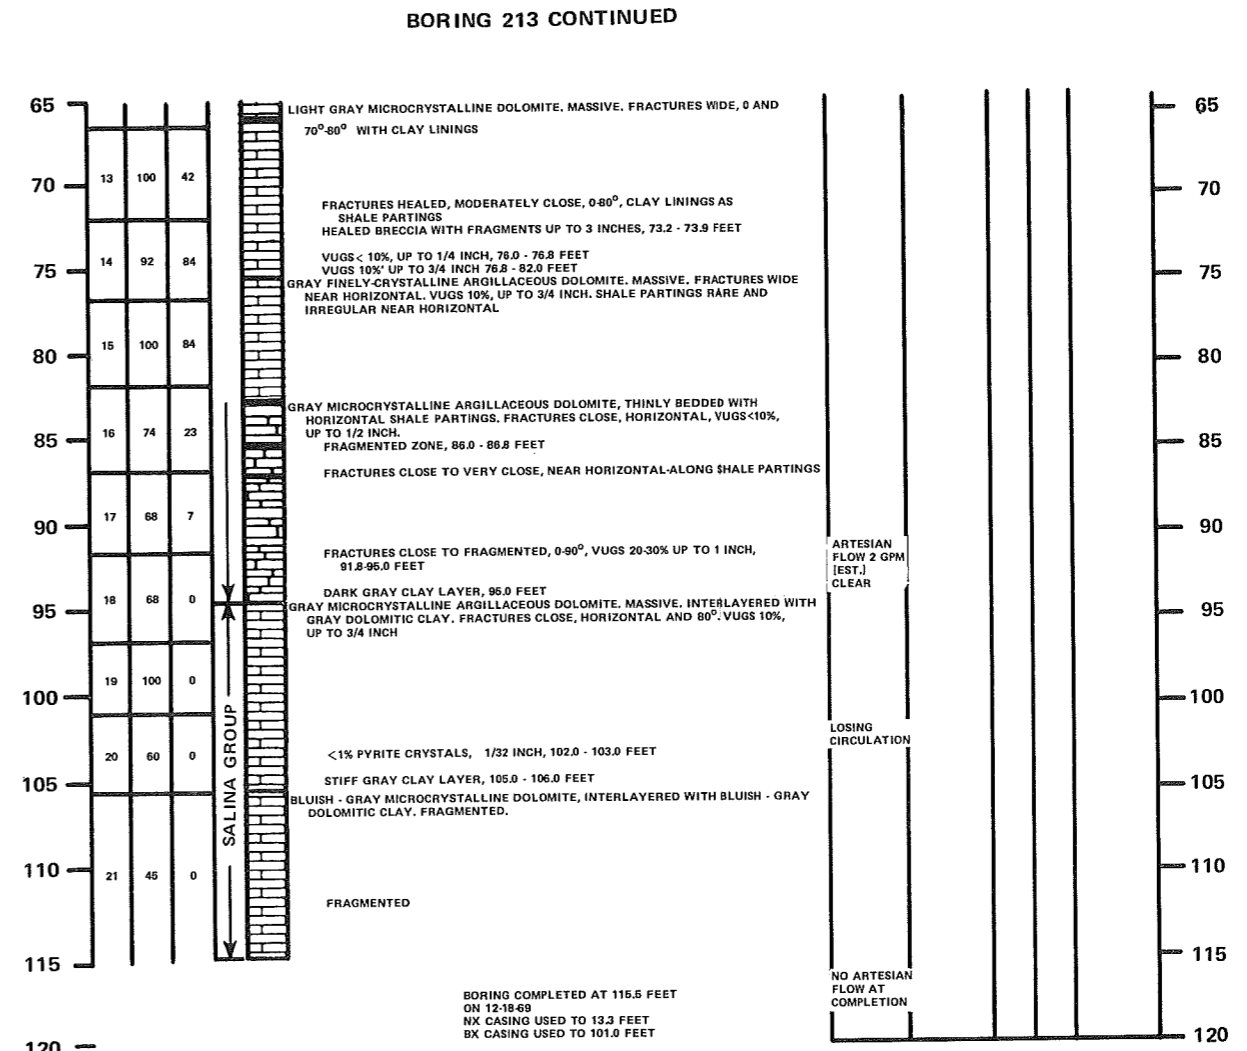 BORING 213 CONTINUED
65
LIGHT GRAY MICROCRYSTALLINE DOLOMITE. MASSIVE. FRACTURES WIDE, 0 AND
70°-80° WITH CLAY LININGS
65
13 100 42
70
70
FRACTURES HEALED, MODERATELY CLOSE, 0-80°, CLAY LININGS AS
SHALE PARTINGS
HEALED BRECCIA WITH FRAGMENTS UP TO 3 INCHES, 73.2 - 73.9 FEET
14 92 84
VUGS < 10%, UP TO 1/4 INCH, 76.0 - 76.8 FEET
VUGS 10%' UP TO 3/4 INCH 76.8 - 82.0 FEET
75
75
GRAY FINELY-CRYSTALLINE ARGILLACEOUS DOLOMITE. MASSIVE. FRACTURES WIDE
NEAR HORIZONTAL. VUGS 10%, UP TO 3/4 INCH. SHALE PARTINGS RARE AND
IRREGULAR NEAR HORIZONTAL
15 100 84
80
80
GRAY MICROCRYSTALLINE ARGILLACEOUS DOLOMITE, THINLY BEDDED WITH
HORIZONTAL SHALE PARTINGS. FRACTURES CLOSE, HORIZONTAL, VUGS<10%,
UP TO 1/2 INCH.
16 74 23
85
85
FRAGMENTED ZONE, 86.0 - 86.8 FEET
FRACTURES CLOSE TO VERY CLOSE, NEAR HORIZONTAL-ALONG SHALE PARTINGS
17 68 7
90
90
FRACTURES CLOSE TO FRAGMENTED, 0-90°, VUGS 20-30% UP TO 1 INCH,
91.8-95.0 FEET
ARTESIAN
FLOW 2 GPM
[EST.]
CLEAR
DARK GRAY CLAY LAYER, 95.0 FEET
18 68 0
95
95
GRAY MICROCRYSTALLINE ARGILLACEOUS DOLOMITE. MASSIVE. INTERLAYERED WITH
GRAY DOLOMITIC CLAY. FRACTURES CLOSE, HORIZONTAL AND 80°. VUGS 10%,
UP TO 3/4 INCH
19 100 0
100
100
SALINA GROUP
LOSING
CIRCULATION
20 60 0
<1% PYRITE CRYSTALS, 1/32 INCH, 102.0 - 103.0 FEET
STIFF GRAY CLAY LAYER, 105.0 - 106.0 FEET
105
105
BLUISH - GRAY MICROCRYSTALLINE DOLOMITE, INTERLAYERED WITH BLUISH - GRAY
DOLOMITIC CLAY. FRAGMENTED.
110
110
21 45 0
FRAGMENTED
115
115
NO ARTESIAN
FLOW AT
COMPLETION
BORING COMPLETED AT 115.5 FEET
ON 12-18-69
NX CASING USED TO 13.3 FEET
BX CASING USED TO 101.0 FEET
120
120